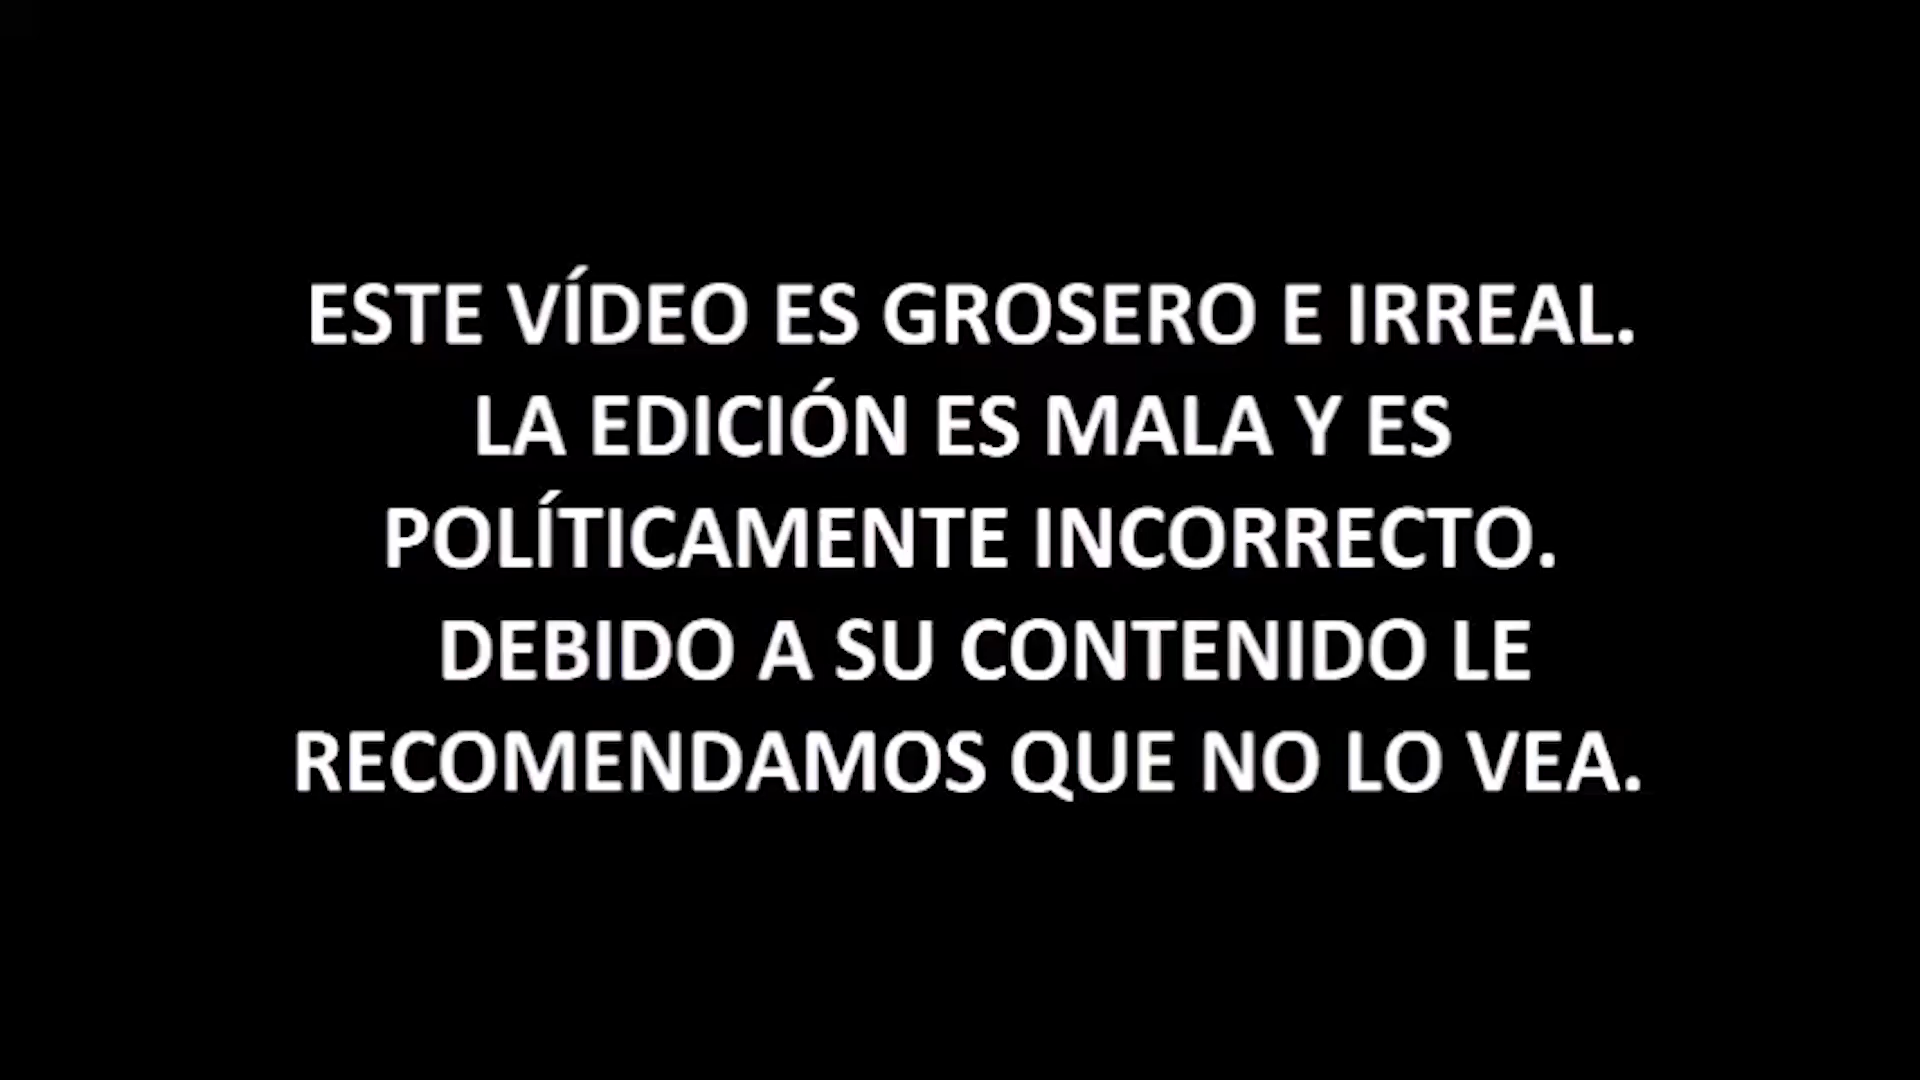 ESTE VÍDEO ES GROSERO E IRREAL.
LA EDICIÓN ES MALA Y ES
POLÍTICAMENTE INCORRECTO.
DEBIDO A SU CONTENIDO LE
RECOMENDAMOS QUE NO LO VEA.